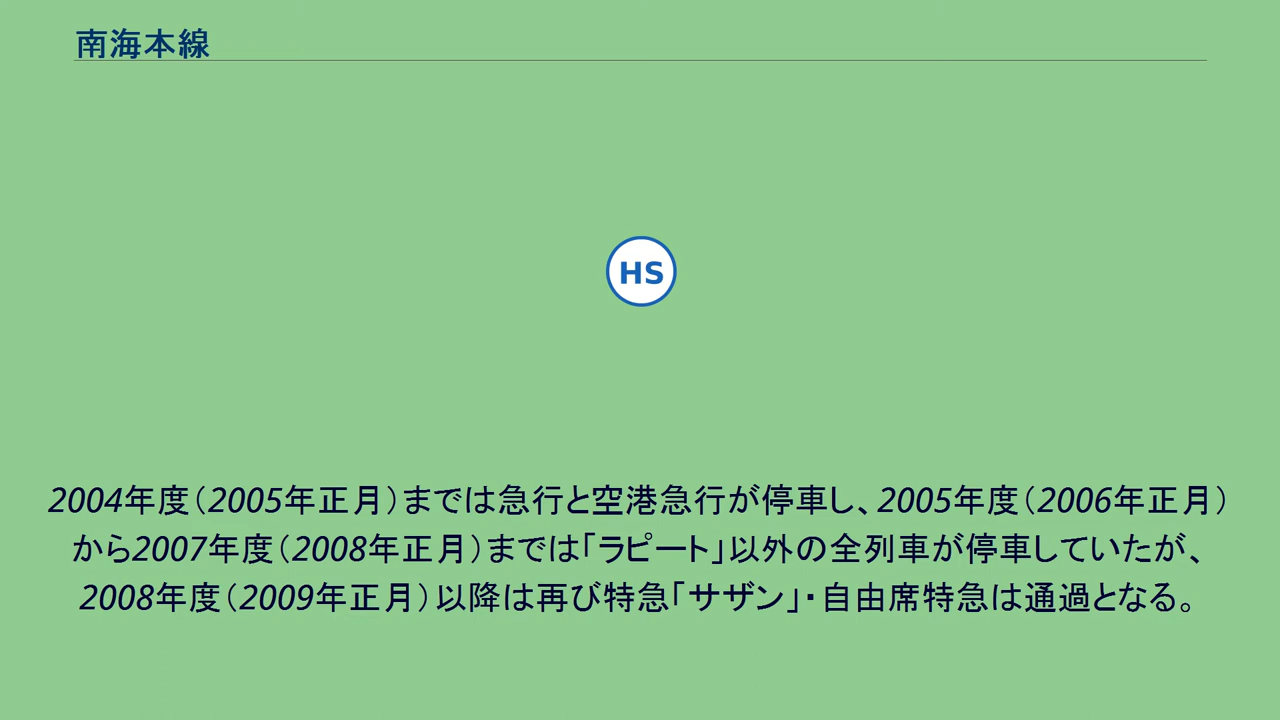 南海本線
HS
2004年度（2005年正月）までは急行と空港急行が停車し、2005年度（2006年正月）
から2007年度（2008年正月）までは「ラピート」以外の全列車が停車していたが、
2008年度（2009年正月）以降は再び特急「サザン」・自由席特急は通過となる。